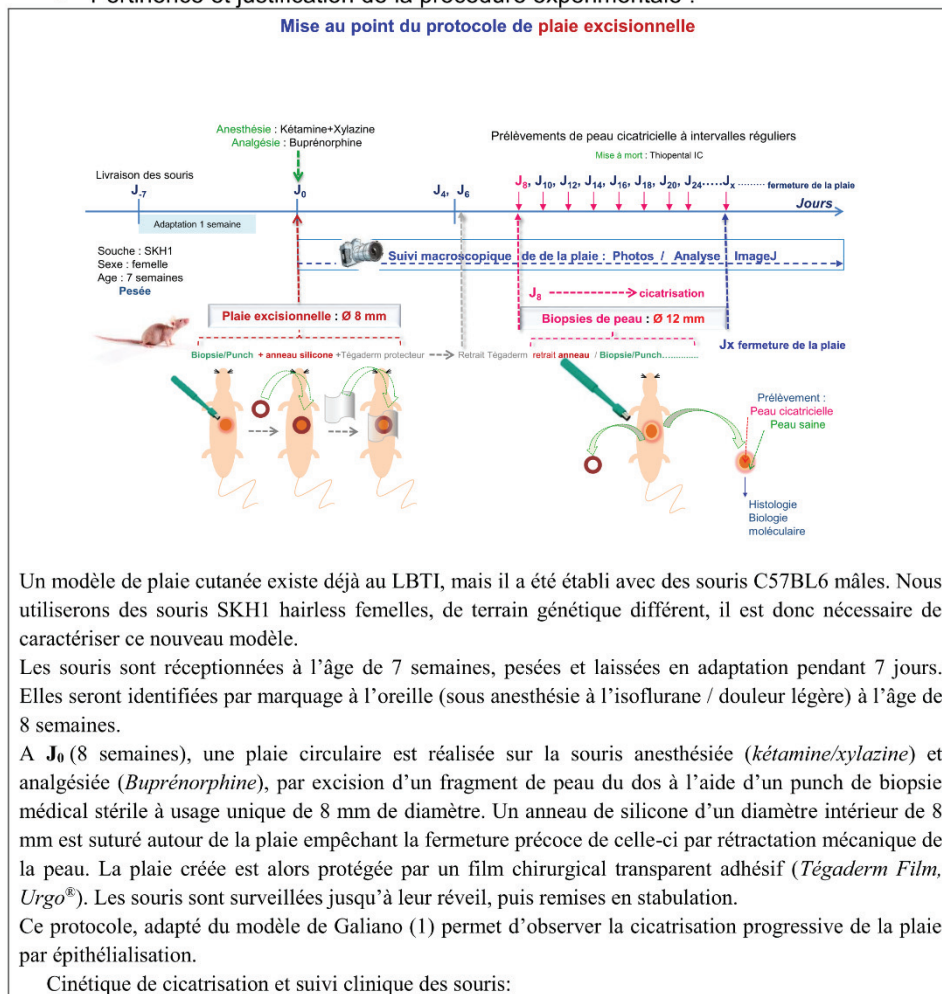 Pertinence et justification de la procédure expérimentale :
Mise au point du protocole de plaie excisionnelle
Anesthésie : Kétamine+Xylazine
Analgésie : Buprénorphine
Prélèvements de peau cicatricielle à intervalles réguliers
Mise à mort : Thiopental IC
Livraison des souris
J-7
J0
J4, J6
J8, J10, J12, J14, J16, J18, J20, J24.....Jx ......... fermeture de la plaie
Jours
Adaptation 1 semaine
Souche : SKH1
Sexe : femelle
Age : 7 semaines
Pesée
Suivi macroscopique de de la plaie : Photos / Analyse ImageJ
J8 cicatrisation
Plaie excisionnelle : Ø 8 mm
Biopsies de peau : Ø 12 mm
Jx fermeture de la plaie
Biopsie/Punch + anneau silicone +Tégaderm protecteur Retrait Tégaderm retrait anneau / Biopsie/Punch............
Prélèvement :
Peau cicatricielle
Peau saine
Histologie
Biologie
moléculaire
Un modèle de plaie cutanée existe déjà au LBTI, mais il a été établi avec des souris C57BL6 mâles. Nous
utiliserons des souris SKH1 hairless femelles, de terrain génétique différent, il est donc nécessaire de
caractériser ce nouveau modèle.
Les souris sont réceptionnées à l'âge de 7 semaines, pesées et laissées en adaptation pendant 7 jours.
Elles seront identifiées par marquage à l'oreille (sous anesthésie à l'isoflurane / douleur légère) à l'âge de
8 semaines.
A J0 (8 semaines), une plaie circulaire est réalisée sur la souris anesthésiée (kétamine/xylazine) et
analgésiée (Buprénorphine), par excision d'un fragment de peau du dos à l'aide d'un punch de biopsie
médical stérile à usage unique de 8 mm de diamètre. Un anneau de silicone d'un diamètre intérieur de 8
mm est suturé autour de la plaie empêchant la fermeture précoce de celle-ci par rétractation mécanique de
la peau. La plaie créée est alors protégée par un film chirurgical transparent adhésif (Tégaderm Film,
Urgo®). Les souris sont surveillées jusqu'à leur réveil, puis remises en stabulation.
Ce protocole, adapté du modèle de Galiano (1) permet d'observer la cicatrisation progressive de la plaie
par épithélialisation.
Cinétique de cicatrisation et suivi clinique des souris: